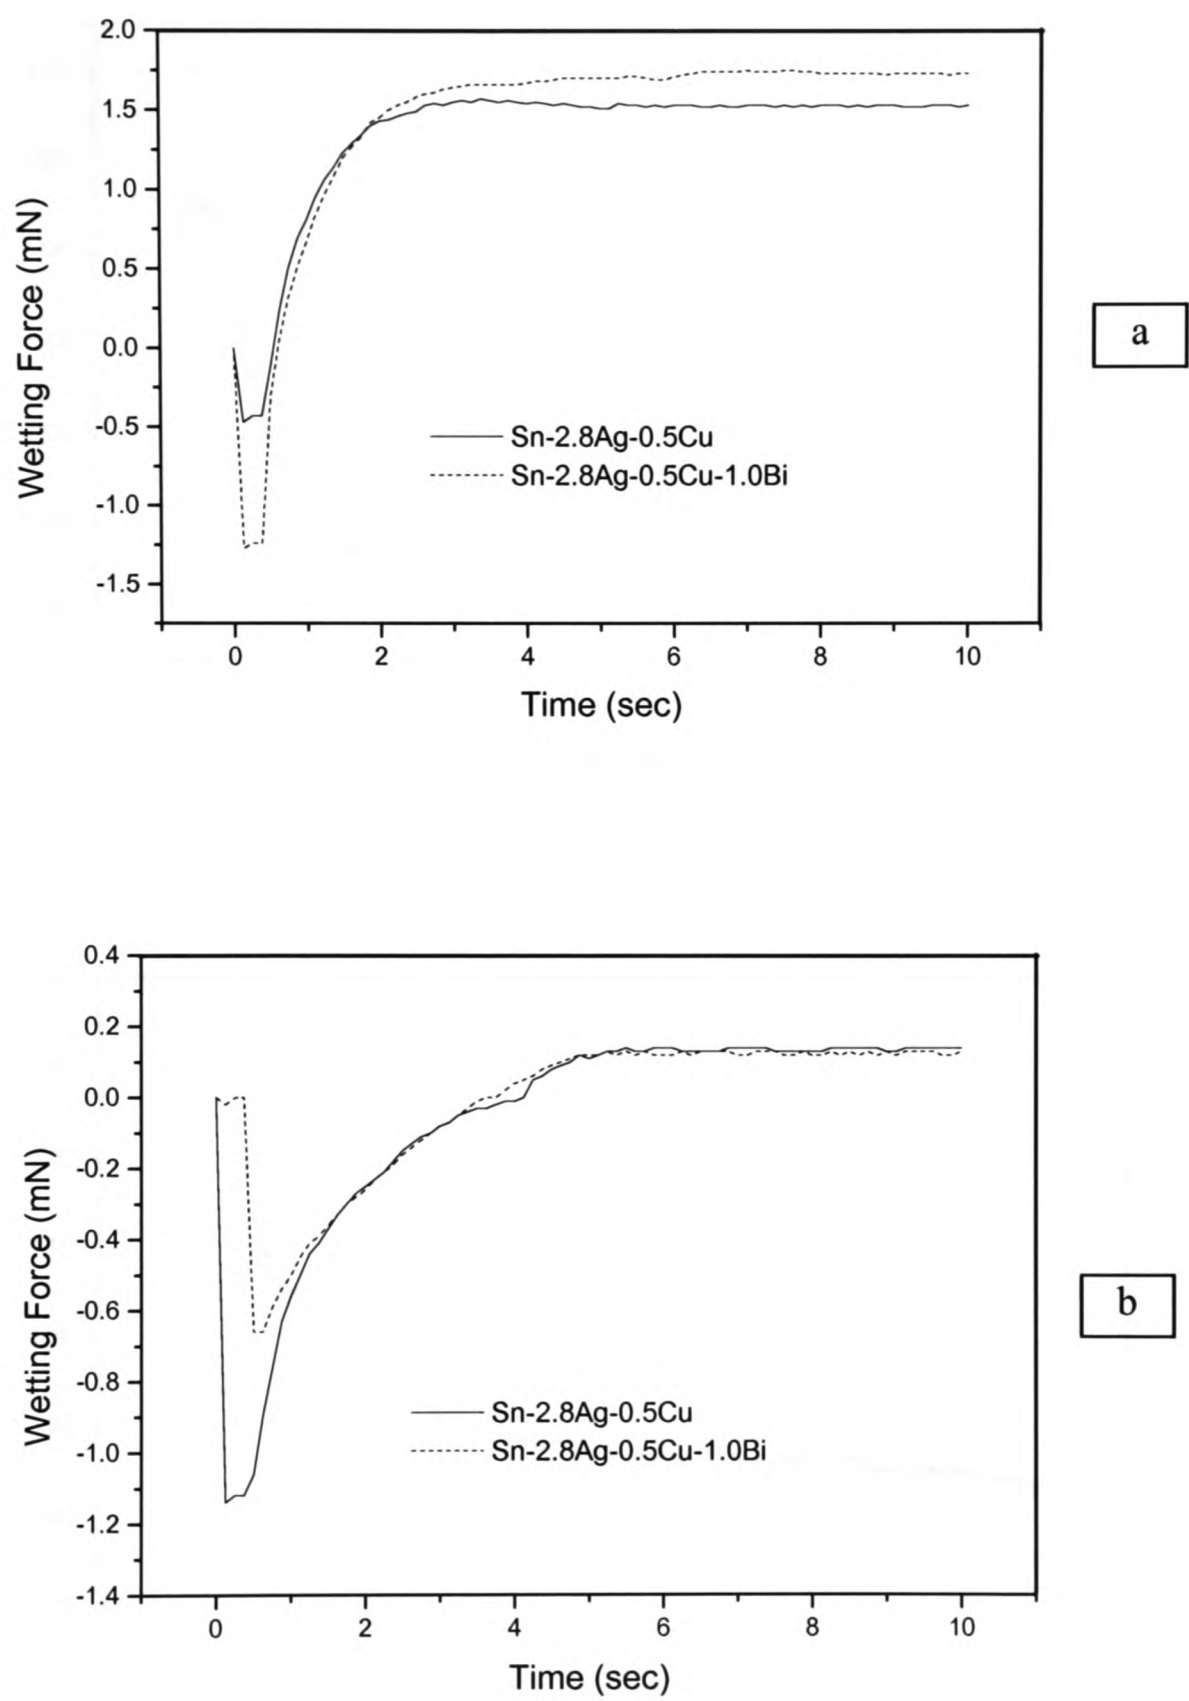 2.0
1.5
1.0
0.5
0.0
-0.5
-1.0
-1.5
Wetting Force (mN)
Sn-2.8Ag-0.5Cu
Sn-2.8Ag-0.5Cu-1.0Bi
0 2 4 6 8 10
Time (sec)
a
0.4
0.2
0.0
-0.2
-0.4
-0.6
-0.8
-1.0
-1.2
-1.4
Wetting Force (mN)
Sn-2.8Ag-0.5Cu
Sn-2.8Ag-0.5Cu-1.0Bi
0 2 4 6 8 10
Time (sec)
b